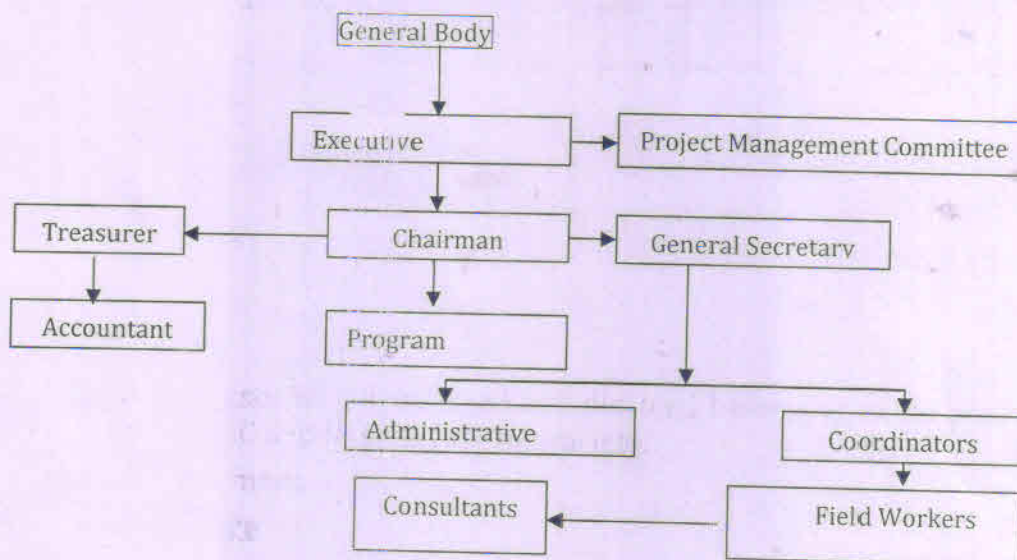 General Body
Executive
Project Management Committee
Treasurer
Chairman
General Secretary
Accountant
Program
Administrative
Coordinators
Consultants
Field Workers